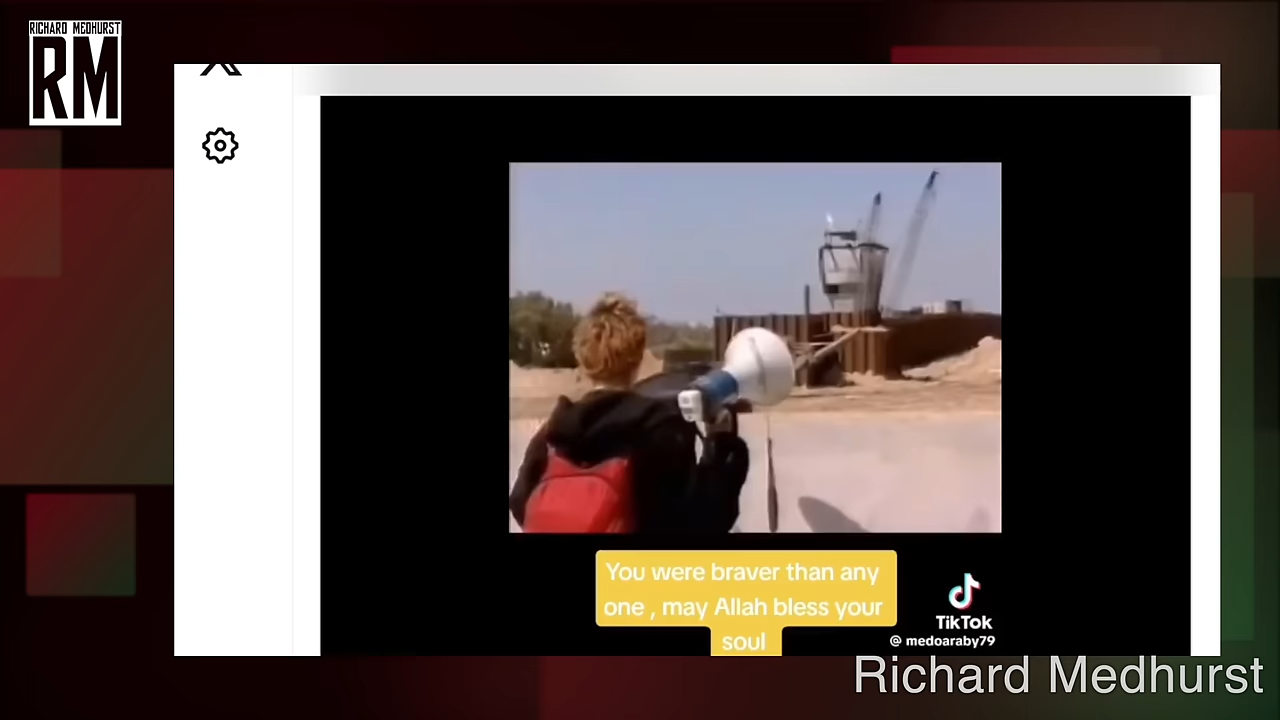 RICHARD MEDHURST
RM
You were braver than any
one , may Allah bless your
soul
TikTok
@ medoaraby79
Richard Medhurst